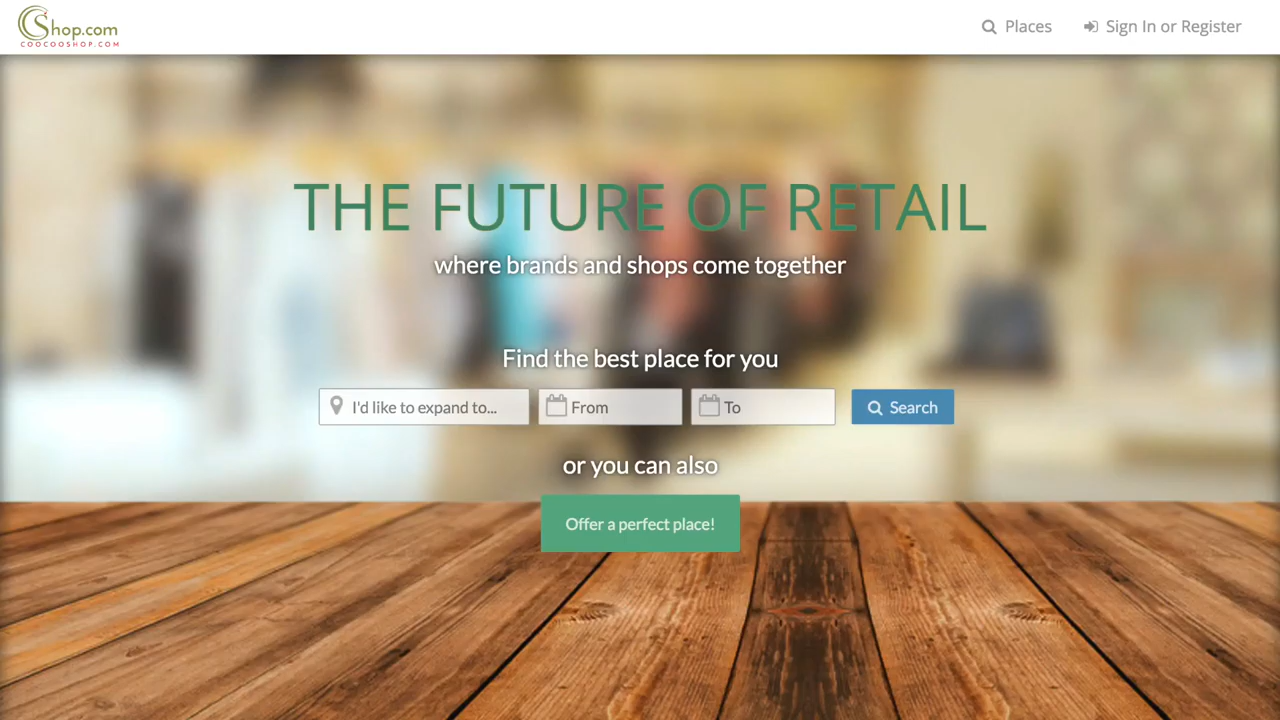 Shop.com
COOCOOSHOP.COM
Places
Sign In or Register
THE FUTURE OF RETAIL
where brands and shops come together
Find the best place for you
I'd like to expand to...
From
To
Search
or you can also
Offer a perfect place!